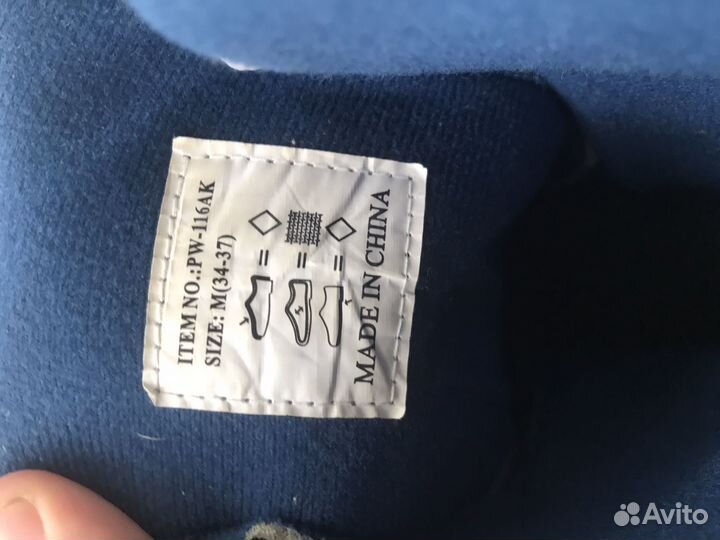 ITEM NO.:PW-116AK
SIZE: M(34-37)
=
=
=
MADE IN CHINA
Avito